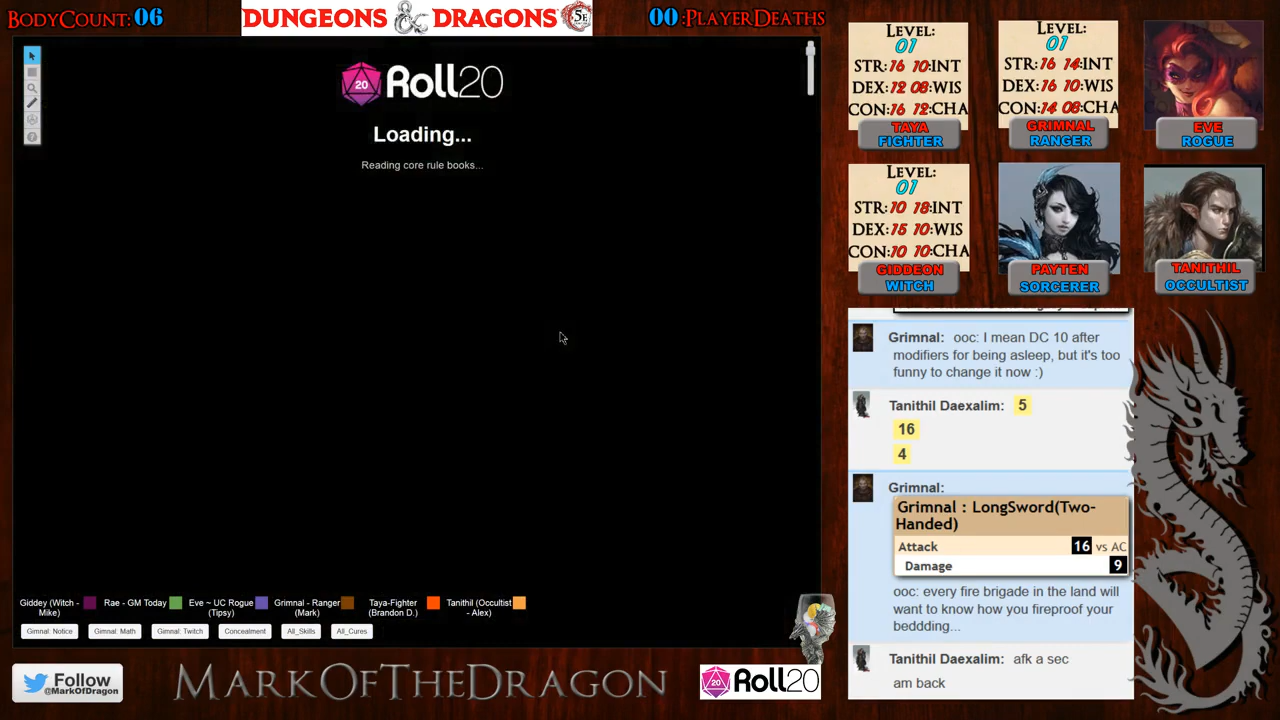 BodyCount: 06
DUNGEONS & DRAGONS 5E
00 :PlayerDeaths
20 Roll20
Loading...
Reading core rule books...
Level:
01
STR: 16 10 :INT
DEX: 12 08 :WIS
CON: 16 12 :CHA
TAYA
FIGHTER
Level:
01
STR: 16 14 :INT
DEX: 16 10 :WIS
CON: 14 08 :CHA
GRIMNAL
RANGER
EVE
ROGUE
Level:
01
STR: 10 18 :INT
DEX: 15 10 :WIS
CON: 10 10 :CHA
GIDDEON
WITCH
PAYTEN
SORCERER
TANITHIL
OCCULTIST
Grimnal: ooc: I mean DC 10 after
modifiers for being asleep, but it's too
funny to change it now :)
Tanithil Daexalim: 5
16
4
Grimnal:
Grimnal : LongSword(Two-
Handed)
Attack 16 vs AC
Damage 9
ooc: every fire brigade in the land will
want to know how you fireproof your
beddding...
Tanithil Daexalim: afk a sec
am back
Giddey (Witch -
Mike)
Rae - GM Today
Eve ~ UC Rogue
(Tipsy)
Grimnal - Ranger
(Mark)
Taya-Fighter
(Brandon D.)
Tanithil (Occultist
- Alex)
Gimnal: Notice
Gimnal: Math
Gimnal: Twitch
Concealment
All_Skills
All_Cures
Follow
@MarkOfDragon
MarkOfTheDragon
20 Roll20